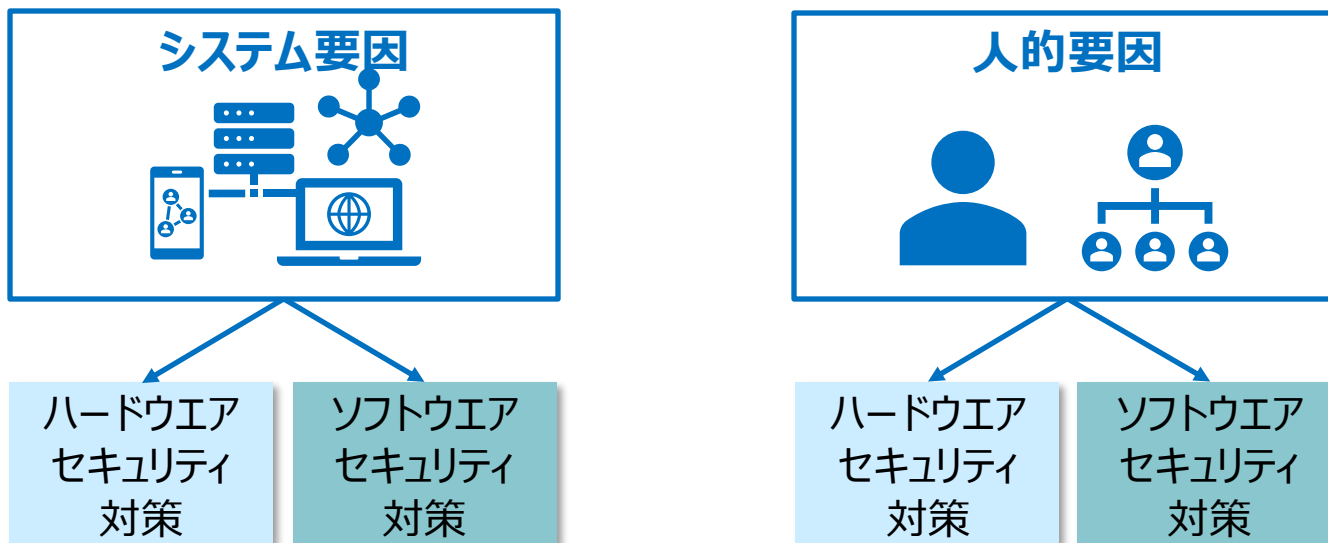 システム要因
人的要因
ハードウエア
セキュリティ
対策
ソフトウエア
セキュリティ
対策
ハードウエア
セキュリティ
対策
ソフトウエア
セキュリティ
対策